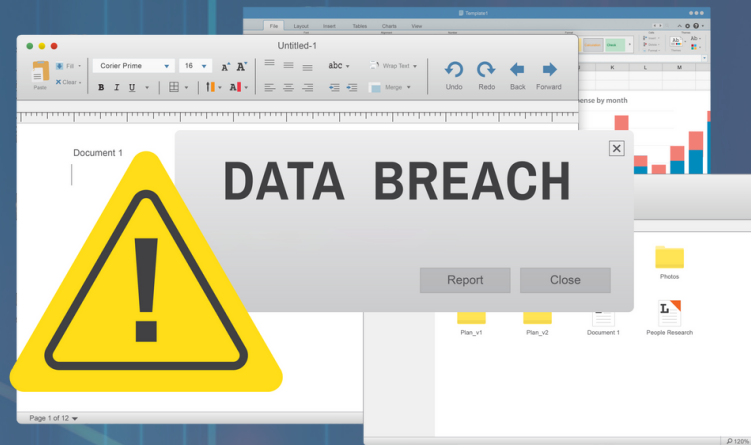 Template1
File Layout Insert Tables Charts View
Untitled-1
Fill
Corier Prime 16 A A abc Wrap Text
Paste Clear B I U A Merge Undo Redo Back Forward
K L M
ense by month
Document 1
DATA BREACH
Report Close
Photos
Plan_v1 Plan_v2 Document 1 People Research
Page 1 of 12
120%